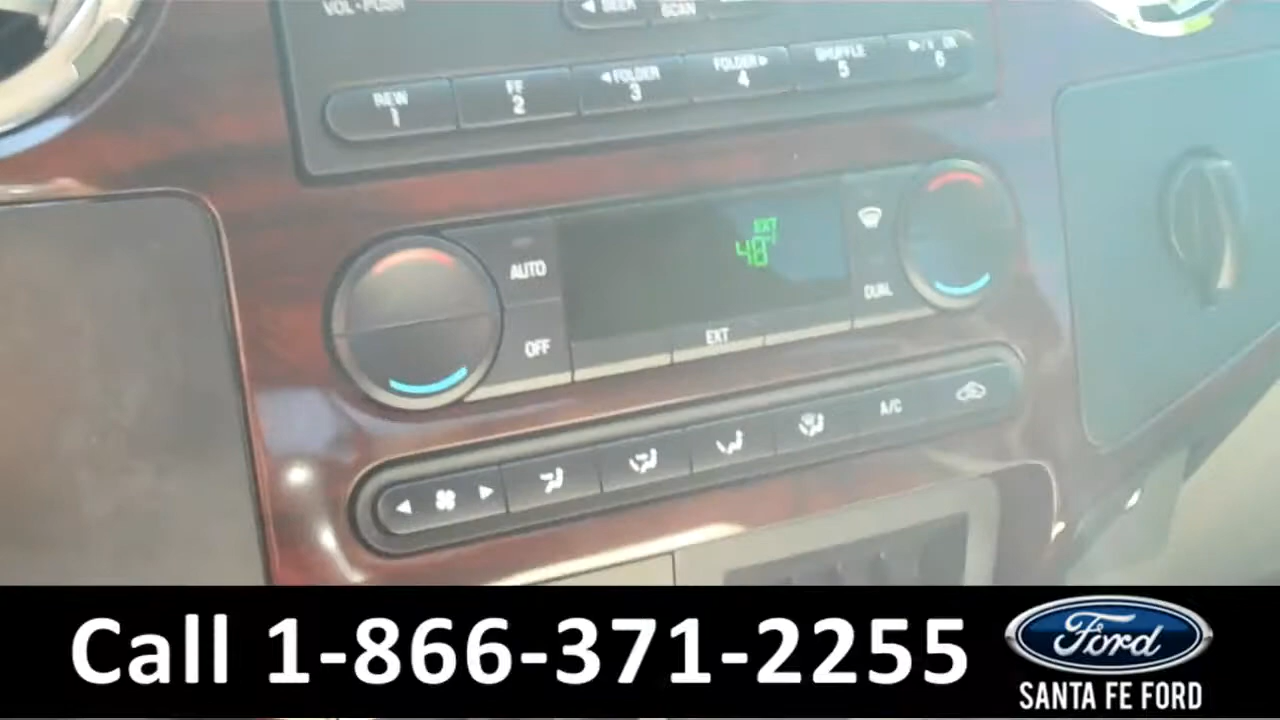 VOL-PUSH
SEEK
SCAN
REW
1
FF
2
FOLDER
3
FOLDER
4
SHUFFLE
5
6
AUTO
OFF
EXT
48°
DUAL
EXT
A/C
Call 1-866-371-2255
Ford
SANTA FE FORD